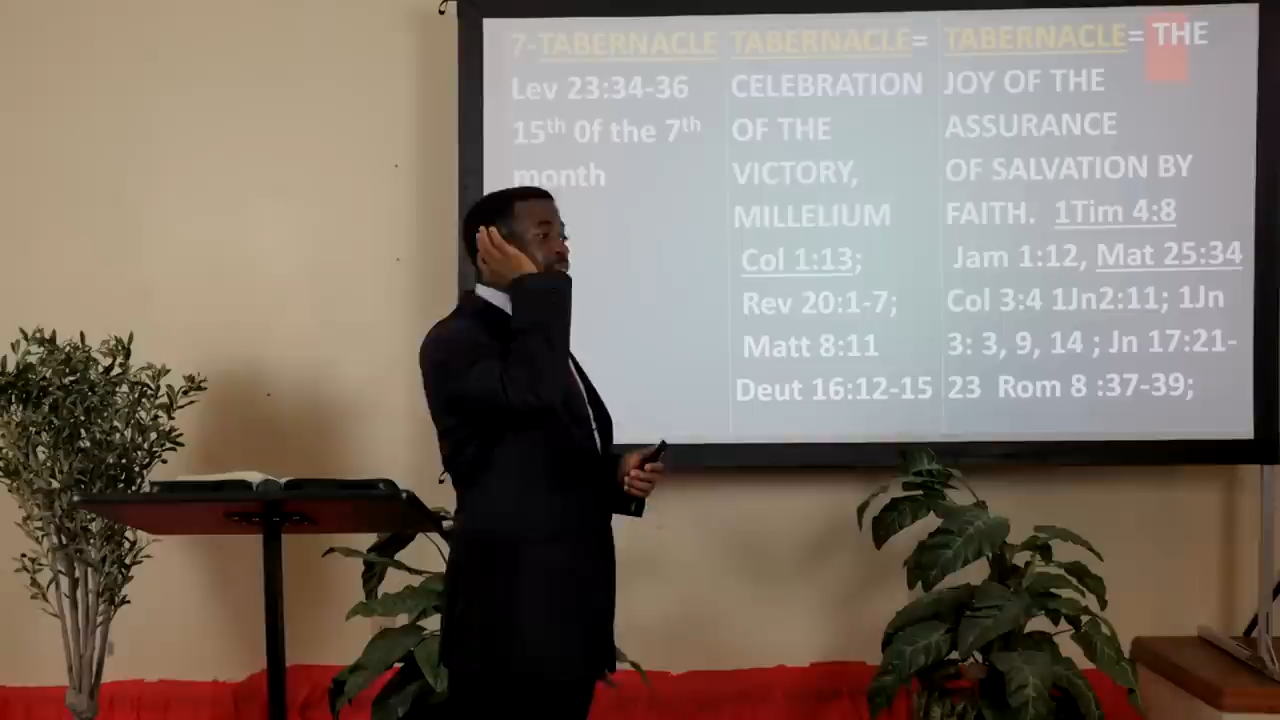 7-TABERNACLE
Lev 23:34-36
15th 0f the 7th
month
TABERNACLE=
CELEBRATION
OF THE
VICTORY,
MILLELIUM
Col 1:13;
Rev 20:1-7;
Matt 8:11
Deut 16:12-15
TABERNACLE= THE
JOY OF THE
ASSURANCE
OF SALVATION BY
FAITH. 1Tim 4:8
Jam 1:12, Mat 25:34
Col 3:4 1Jn2:11; 1Jn
3: 3, 9, 14 ; Jn 17:21-
23 Rom 8 :37-39;